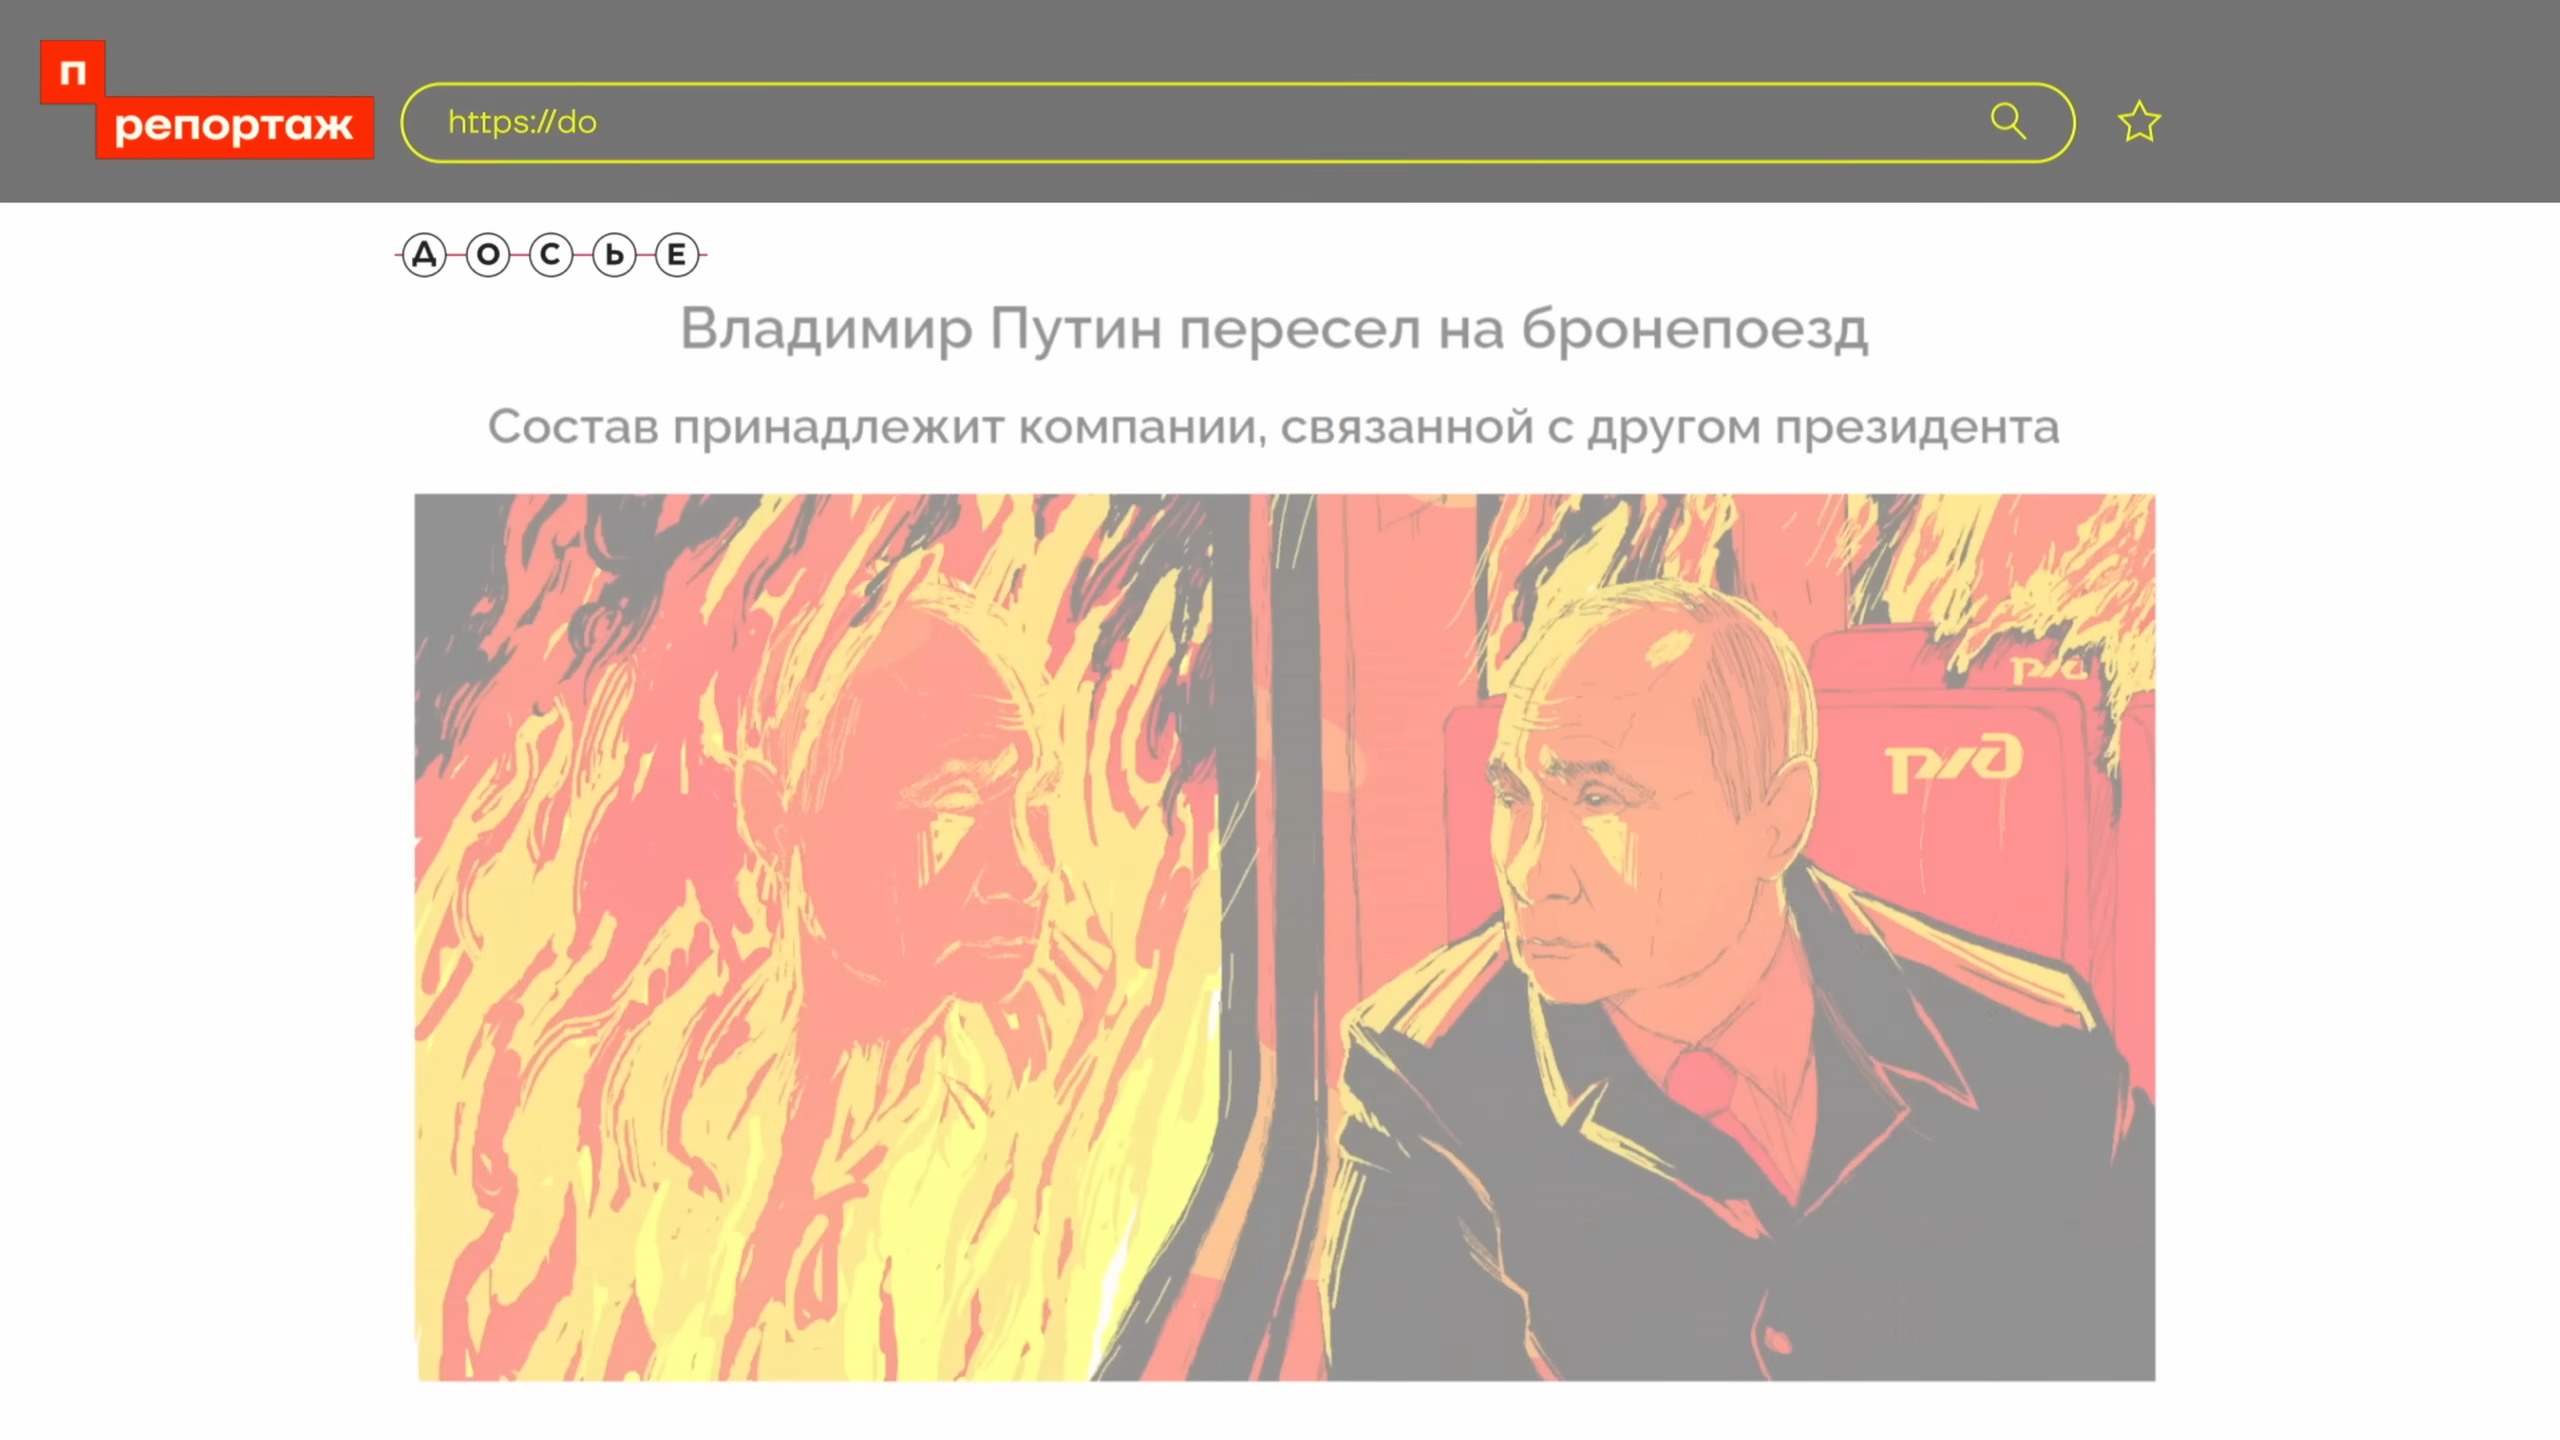 П
репортаж
https://do
ДОСЬЕ
Владимир Путин пересел на бронепоезд
Состав принадлежит компании, связанной с другом президента
ржд
ржд